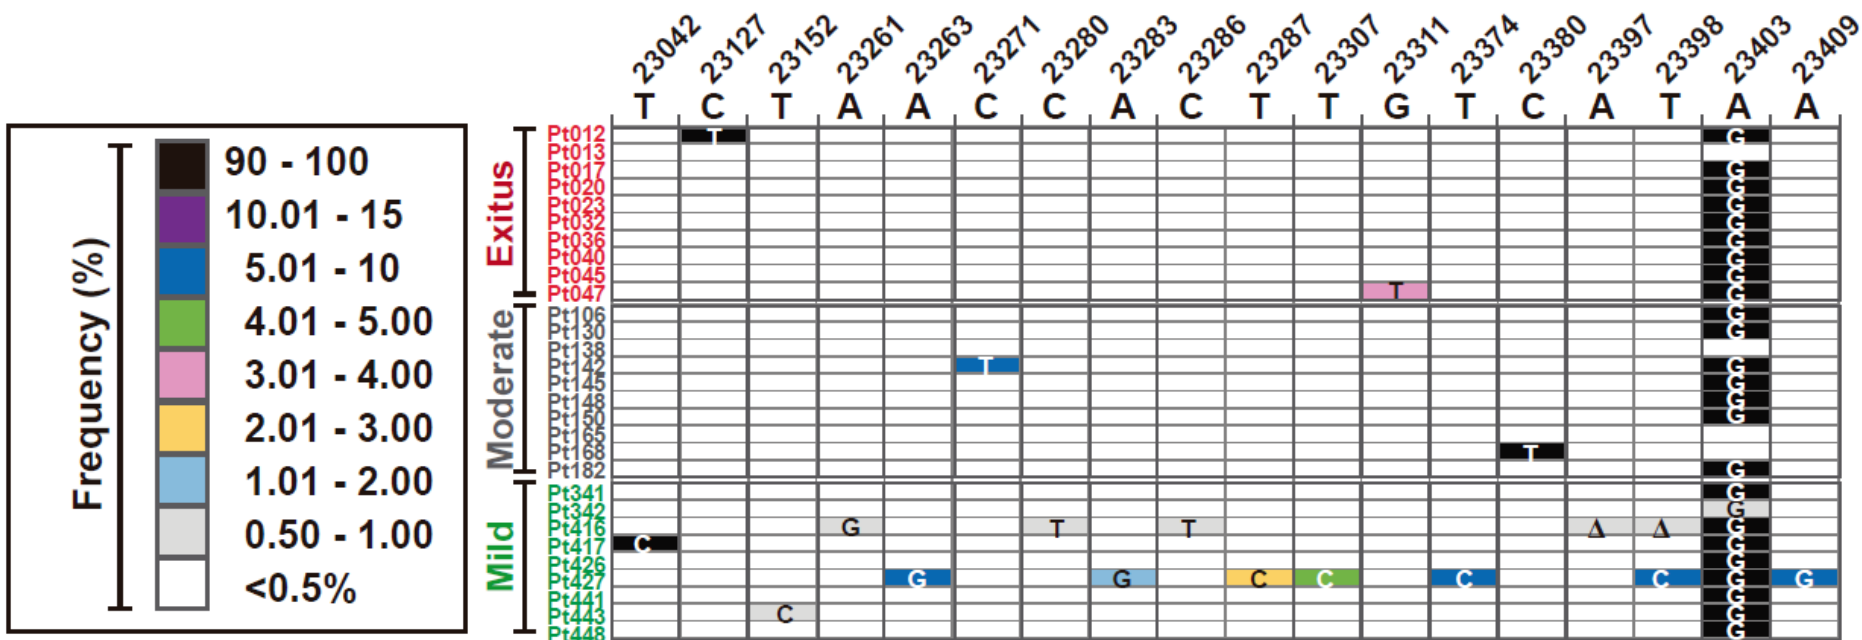 23042 23127 23152 23261 23263 23271 23280 23283 23286 23287 23307 23311 23374 23380 23397 23398 23403 23409
T C T A A C C A C T T G T C A T A A
Frequency (%)
90 - 100
10.01 - 15
5.01 - 10
4.01 - 5.00
3.01 - 4.00
2.01 - 3.00
1.01 - 2.00
0.50 - 1.00
<0.5%
Exitus
Pt012 T G
Pt013
Pt017 G
Pt020 G
Pt023 G
Pt032 G
Pt036 G
Pt040 G
Pt045 G
Pt047 T G
Moderate
Pt106 G
Pt130 G
Pt138
Pt142 T G
Pt145 G
Pt148 G
Pt150 G
Pt165
Pt168 T
Pt182 G
Mild
Pt341 G
Pt342 G
Pt416 G T T Δ Δ G
Pt417 C G
Pt426 G
Pt427 G G C C C C G G
Pt441 G
Pt443 C G
Pt448 G